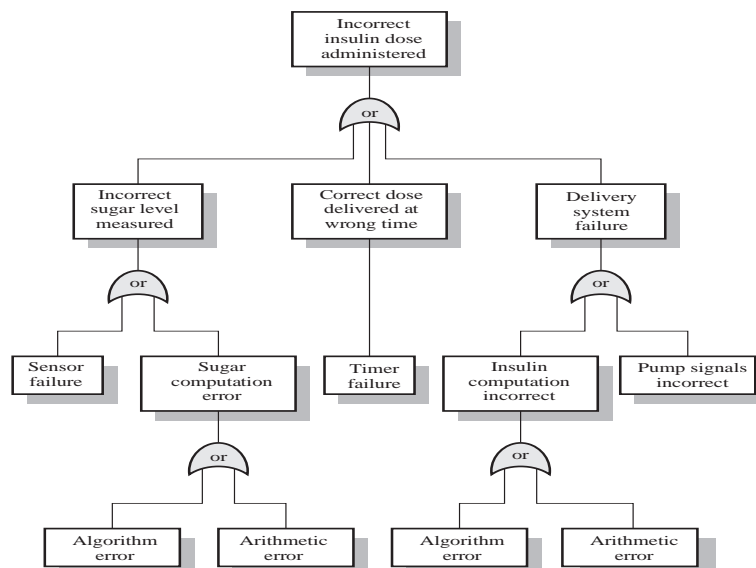 Incorrect
insulin dose
administered
or
Incorrect
sugar level
measured
Correct dose
delivered at
wrong time
Delivery
system
failure
or
or
Sensor
failure
Sugar
computation
error
Timer
failure
Insulin
computation
incorrect
Pump signals
incorrect
or
or
Algorithm
error
Arithmetic
error
Algorithm
error
Arithmetic
error